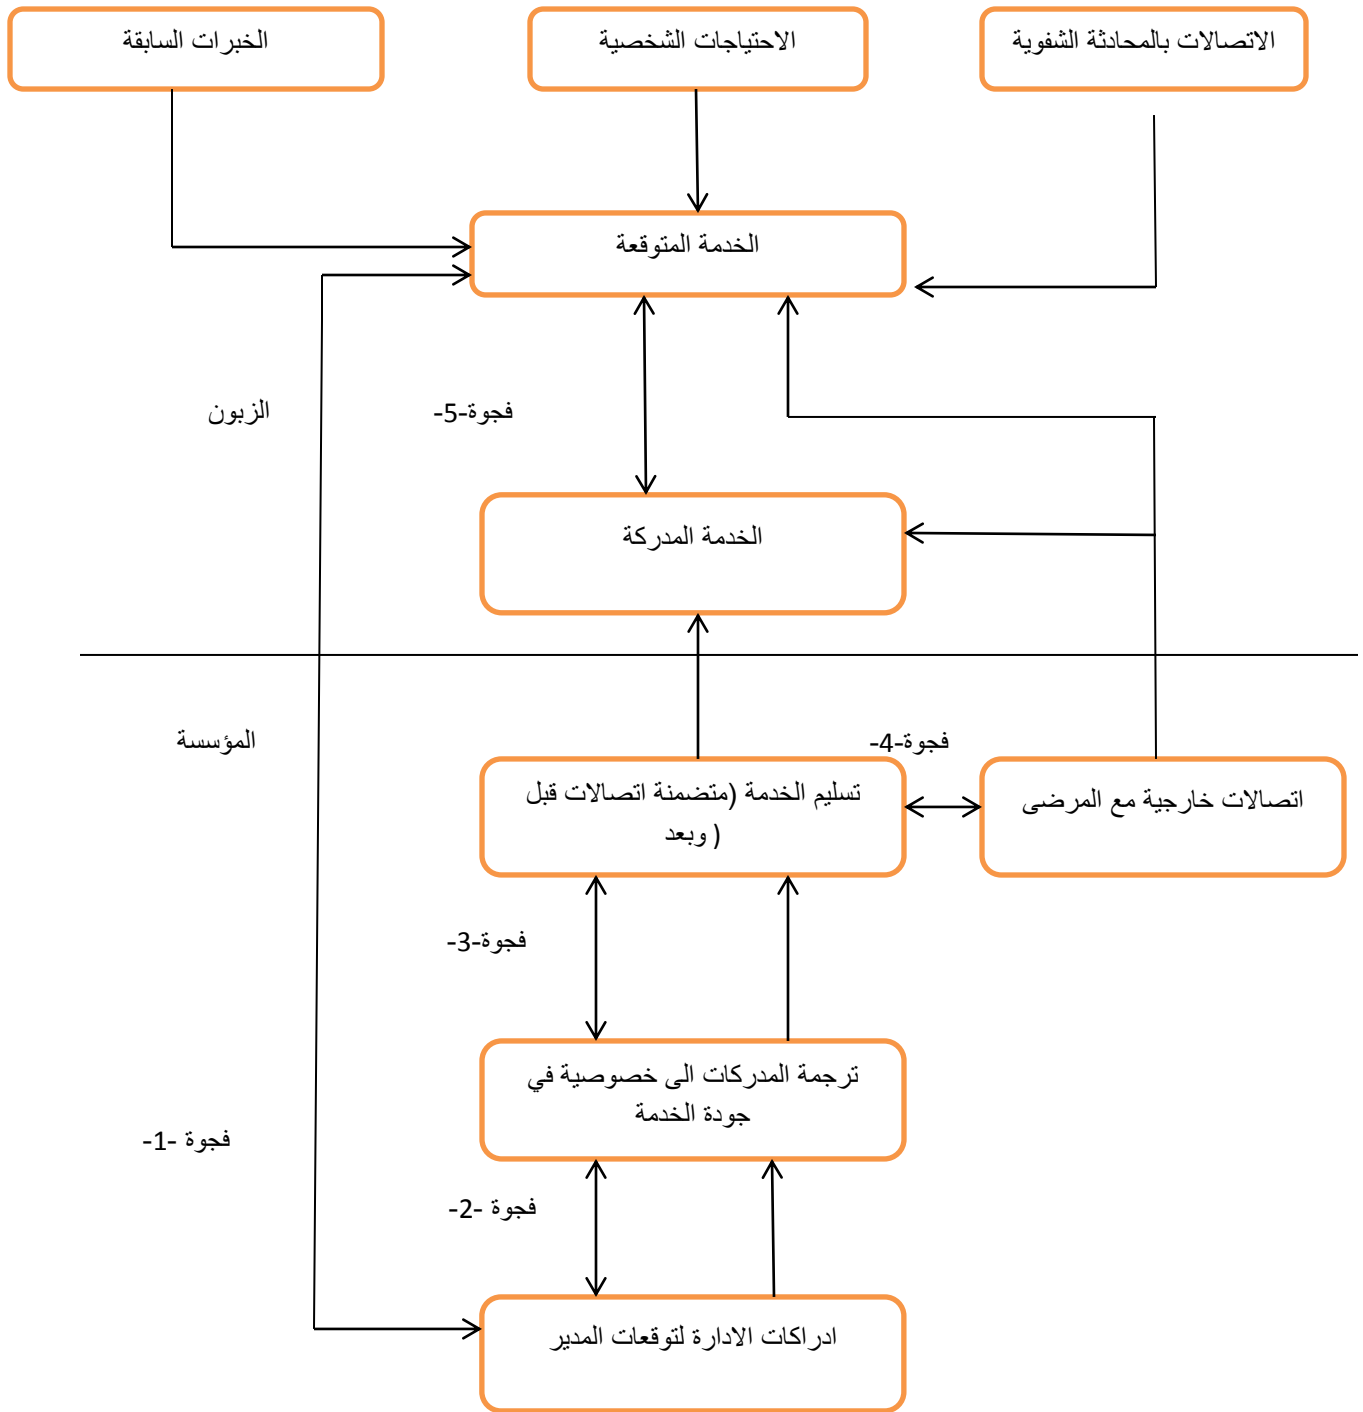 الاتصالات بالمحادثة الشفوية
الاحتياجات الشخصية
الخبرات السابقة
الخدمة المتوقعة
الزبون
فجوة-5-
الخدمة المدركة
المؤسسة
فجوة-4-
اتصالات خارجية مع المرضى
تسليم الخدمة (متضمنة اتصالات قبل
وبعد )
فجوة-3-
ترجمة المدركات الى خصوصية في
جودة الخدمة
فجوة -1-
فجوة -2-
ادراكات الادارة لتوقعات المدير